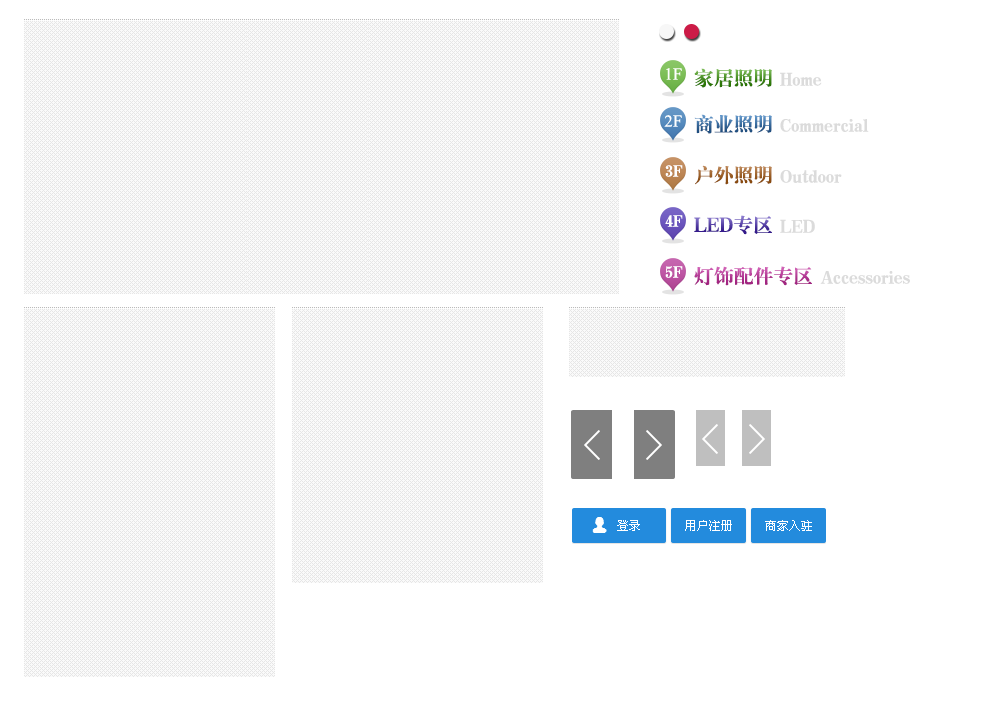 1F 家居照明 Home
2F 商业照明 Commercial
3F 户外照明 Outdoor
4F LED专区 LED
5F 灯饰配件专区 Accessories
登录 用户注册 商家入驻